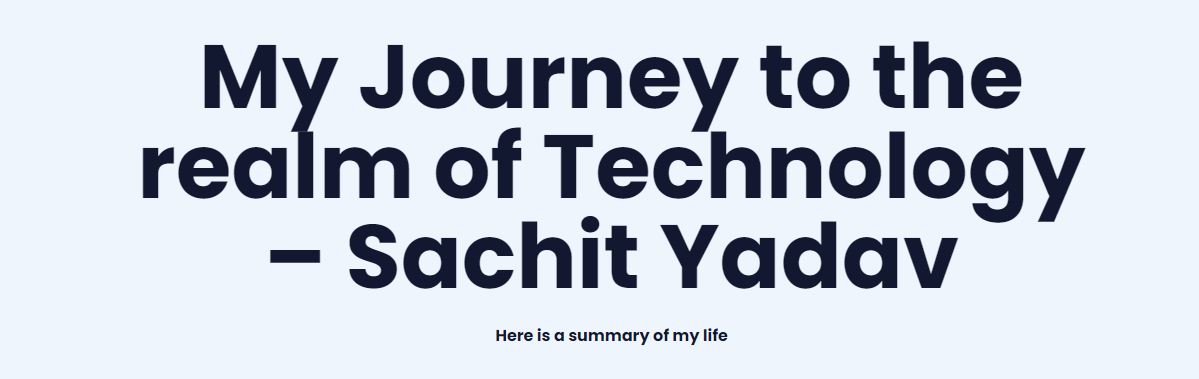 My Journey to the
realm of Technology
– Sachit Yadav
Here is a summary of my life